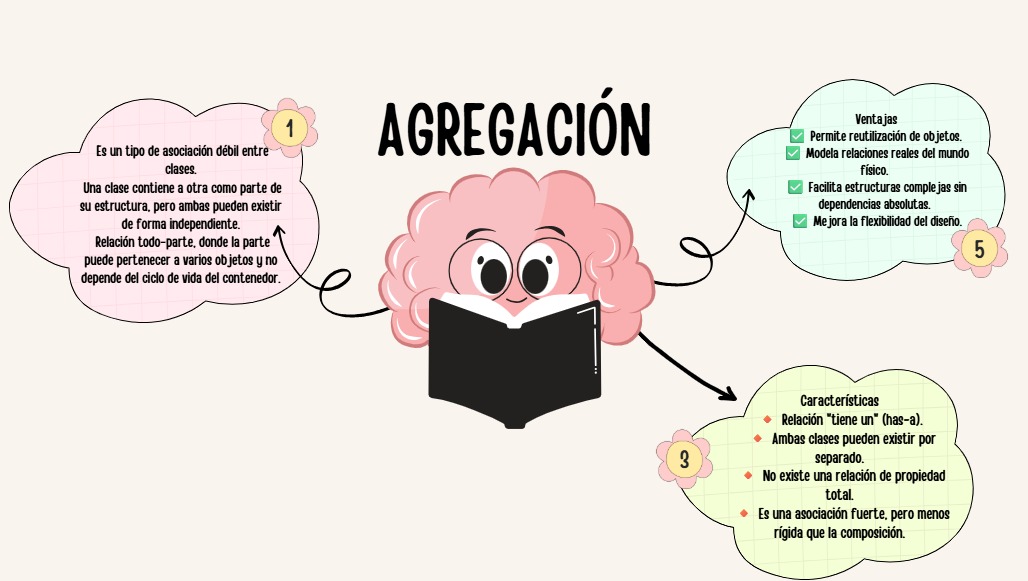 AGREGACIÓN
1
Es un tipo de asociación débil entre
clases.
Una clase contiene a otra como parte de
su estructura, pero ambas pueden existir
de forma independiente.
Relación todo-parte, donde la parte
puede pertenecer a varios objetos y no
depende del ciclo de vida del contenedor.
Ventajas
✅ Permite reutilización de objetos.
✅ Modela relaciones reales del mundo
físico.
✅ Facilita estructuras complejas sin
dependencias absolutas.
✅ Mejora la flexibilidad del diseño.
5
Características
🔸 Relación "tiene un" (has-a).
🔸 Ambas clases pueden existir por
separado.
🔸 No existe una relación de propiedad
total.
🔸 Es una asociación fuerte, pero menos
rígida que la composición.
3